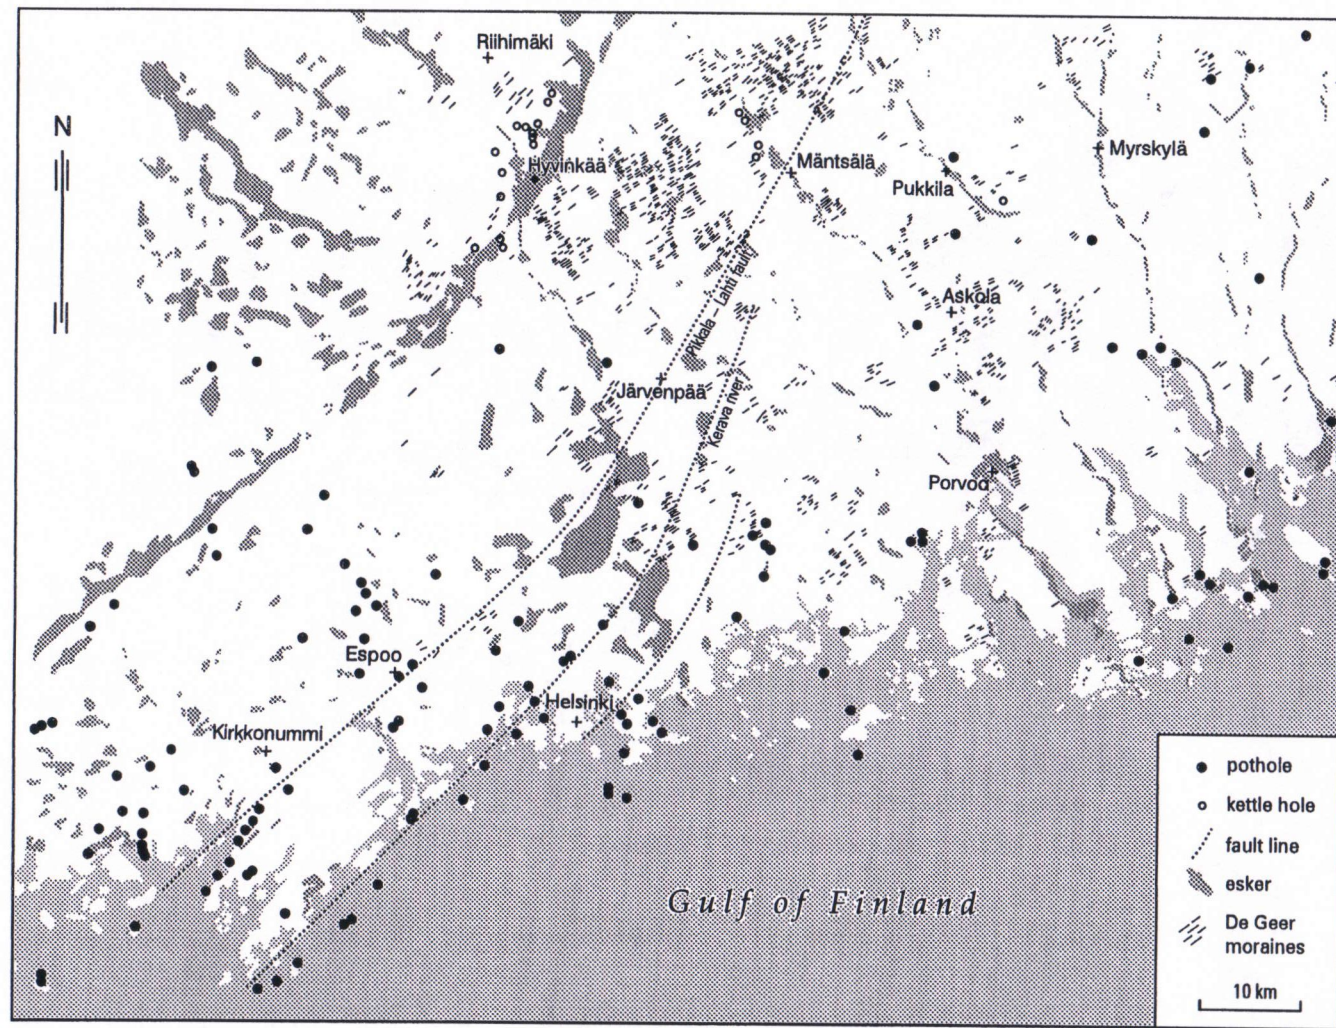 Riihimäki
N
Hyvinkää
Mäntsälä
Myrskylä
Pukkila
Pikkala – Lahti fault
Askola
Järvenpää
Kerava river
Porvoo
Espoo
Helsinki
Kirkkonummi
Gulf of Finland
pothole
kettle hole
fault line
esker
De Geer
moraines
10 km